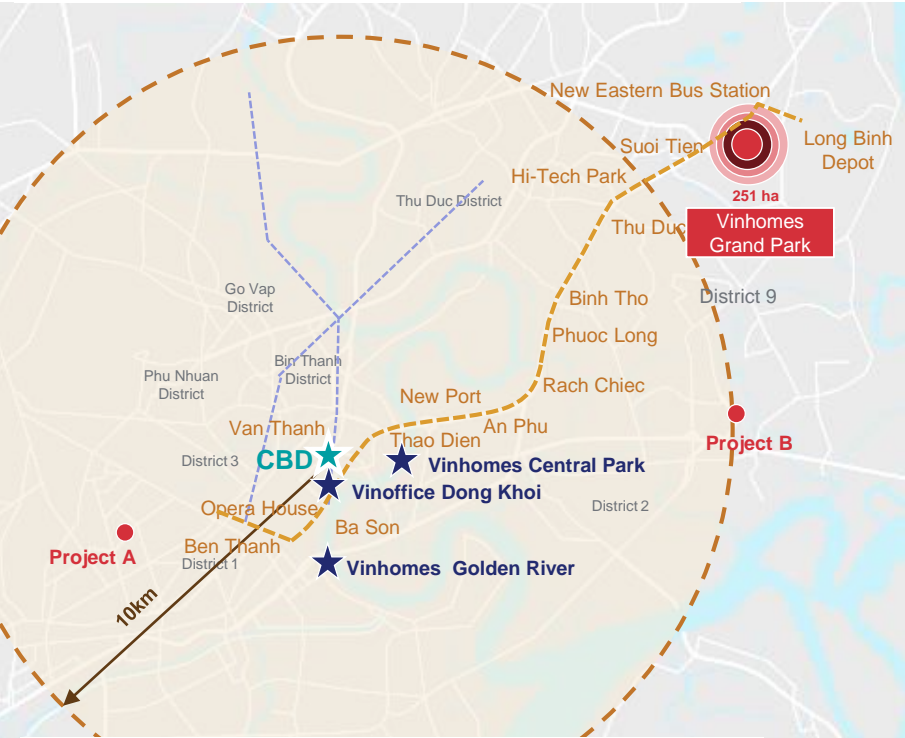 New Eastern Bus Station
Suoi Tien
Long Binh
Depot
Hi-Tech Park
251 ha
Thu Duc District
Thu Duc
Vinhomes
Grand Park
Go Vap
District
Binh Tho
District 9
Phuoc Long
Bin Thanh
District
Phu Nhuan
District
Rach Chiec
New Port
Van Thanh
An Phu
Thao Dien
Project B
District 3
CBD
Vinhomes Central Park
Vinoffice Dong Khoi
Opera House
District 2
Ba Son
Ben Thanh
Project A
District 1
Vinhomes Golden River
10km